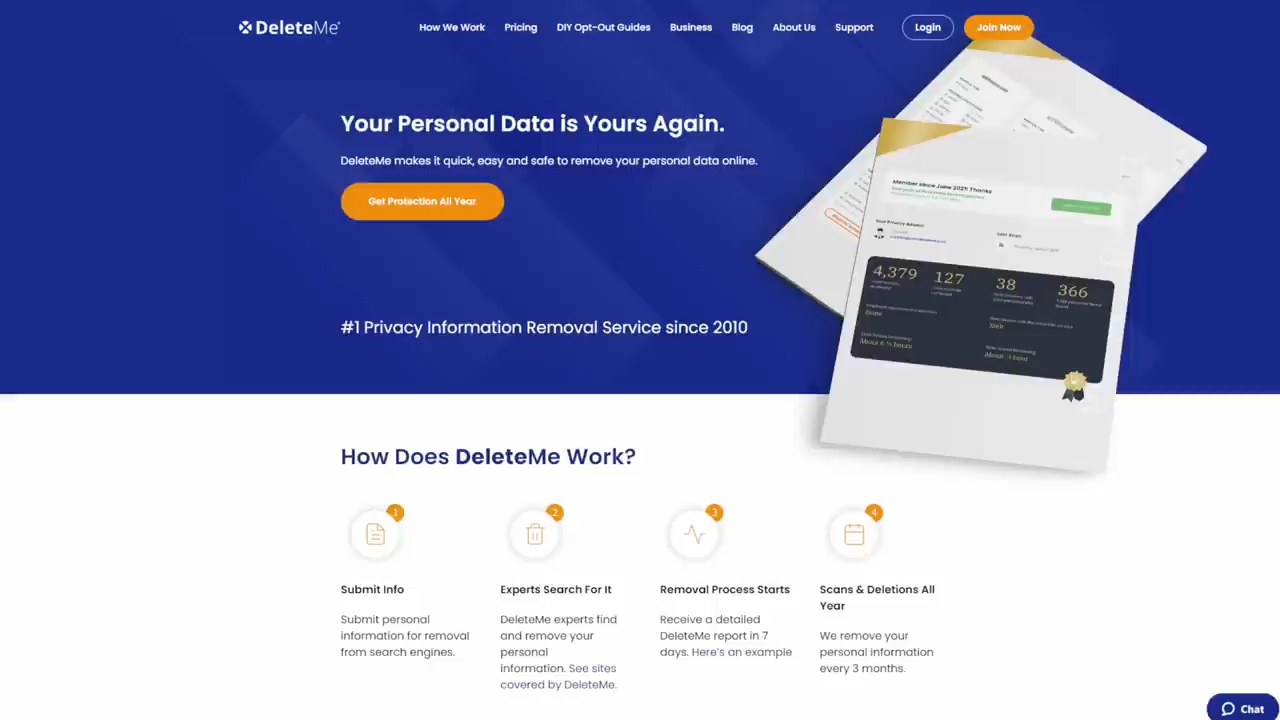 DeleteMe
How We Work
Pricing
DIY Opt-Out Guides
Business
Blog
About Us
Support
Login
Join Now
Your Personal Data is Yours Again.
DeleteMe makes it quick, easy and safe to remove your personal data online.
Get Protection All Year
#1 Privacy Information Removal Service since 2010
Member since June 2021! Thanks
4,379
127
38
366
How Does DeleteMe Work?
1
2
3
4
Submit Info
Submit personal
information for removal
from search engines.
Experts Search For It
DeleteMe experts find
and remove your
personal
information. See sites
covered by DeleteMe.
Removal Process Starts
Receive a detailed
DeleteMe report in 7
days. Here's an example
Scans & Deletions All
Year
We remove your
personal information
every 3 months.
Chat